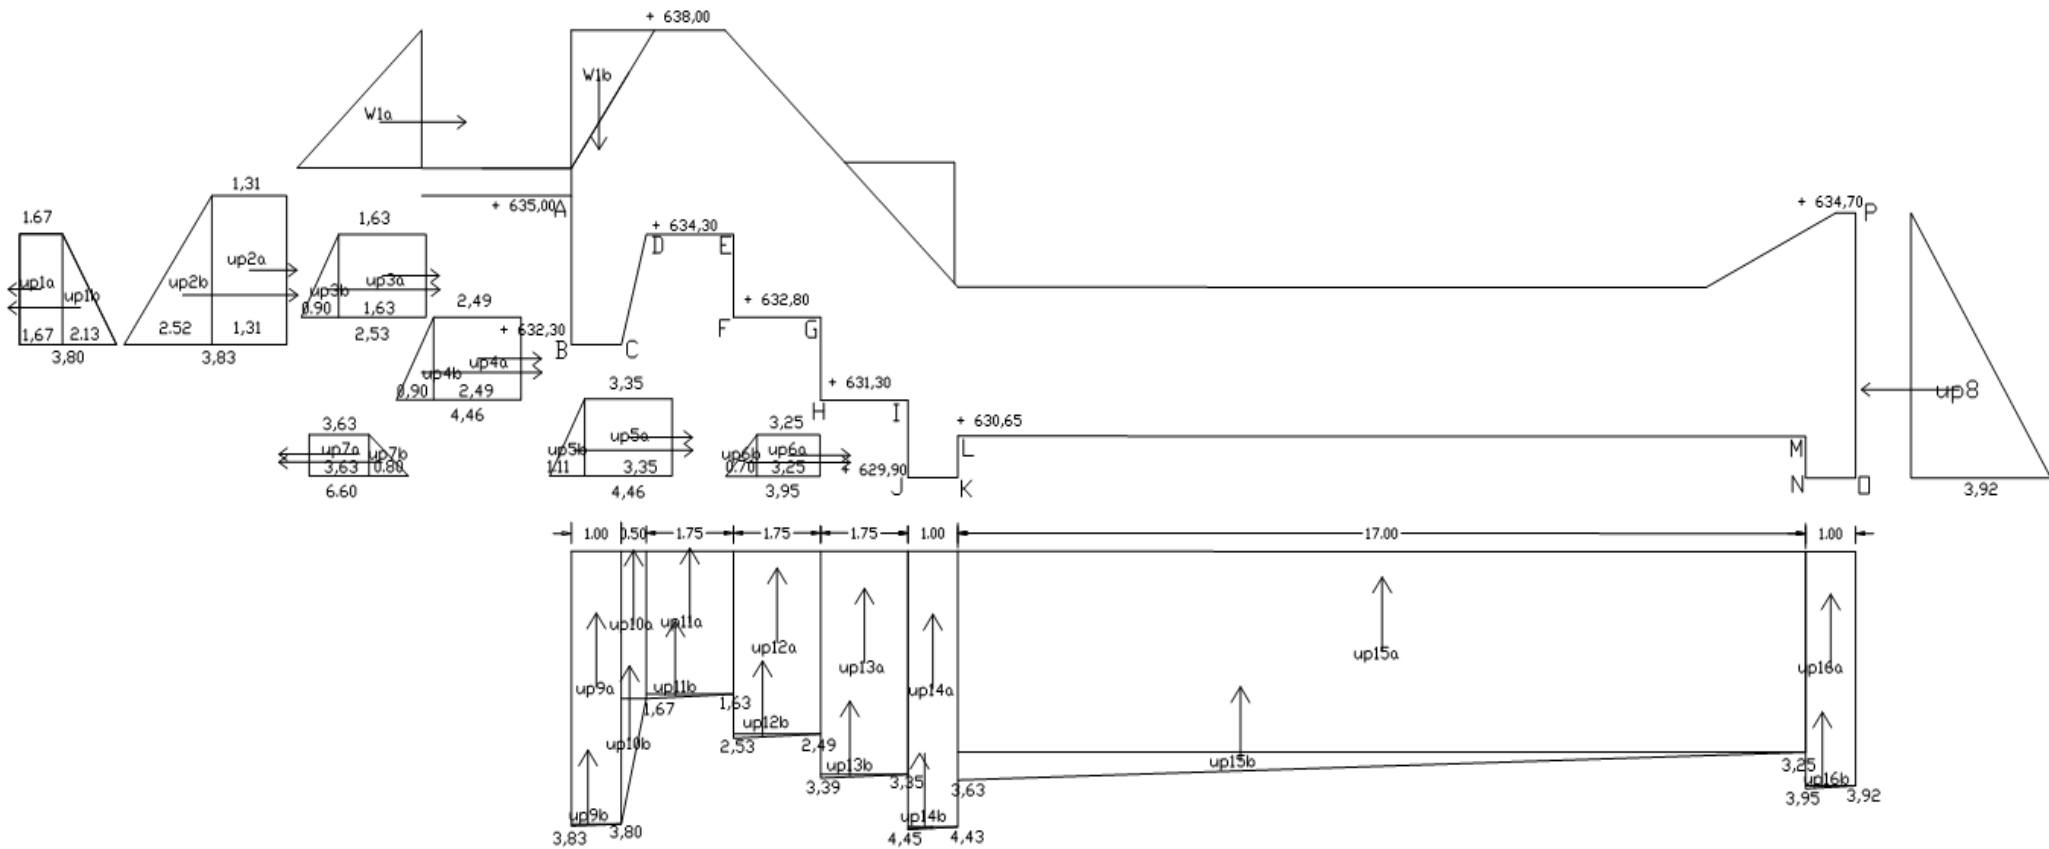 + 638,00
W1b
W1a
1,31
+ 635,00
A
+ 634,70
P
1.67
1,63
+ 634,30
D
E
up2a
up1a
up2b
up3a
up1b
up3b
2,49
+ 632,80
0.90
1,63
1,67
2.13
2.52
1,31
+ 632,30
F
G
3,80
3,83
2,53
B
C
up4a
up4b
up8
3,35
+ 631,30
0,90
2,49
4,46
H
I
3,63
3,25
+ 630,65
up5a
up7a
up7b
up5b
up6b
up6a
L
M
3.63
0.80
1.11
3,35
0.70
3,25
+ 629,90
6.60
4,46
3,95
J
K
N
O
3,92
1.00
0.50
1.75
1.75
1.75
1.00
17.00
1.00
up10a
up11a
up12a
up13a
up15a
up16a
up9a
up11b
up14a
1,67
1,63
up12b
up10b
2,53
2,49
up15b
up13b
3,25
up16b
3,39
3,35
3,63
3,95
3,92
up9b
up14b
3,83
3,80
4,45
4,43